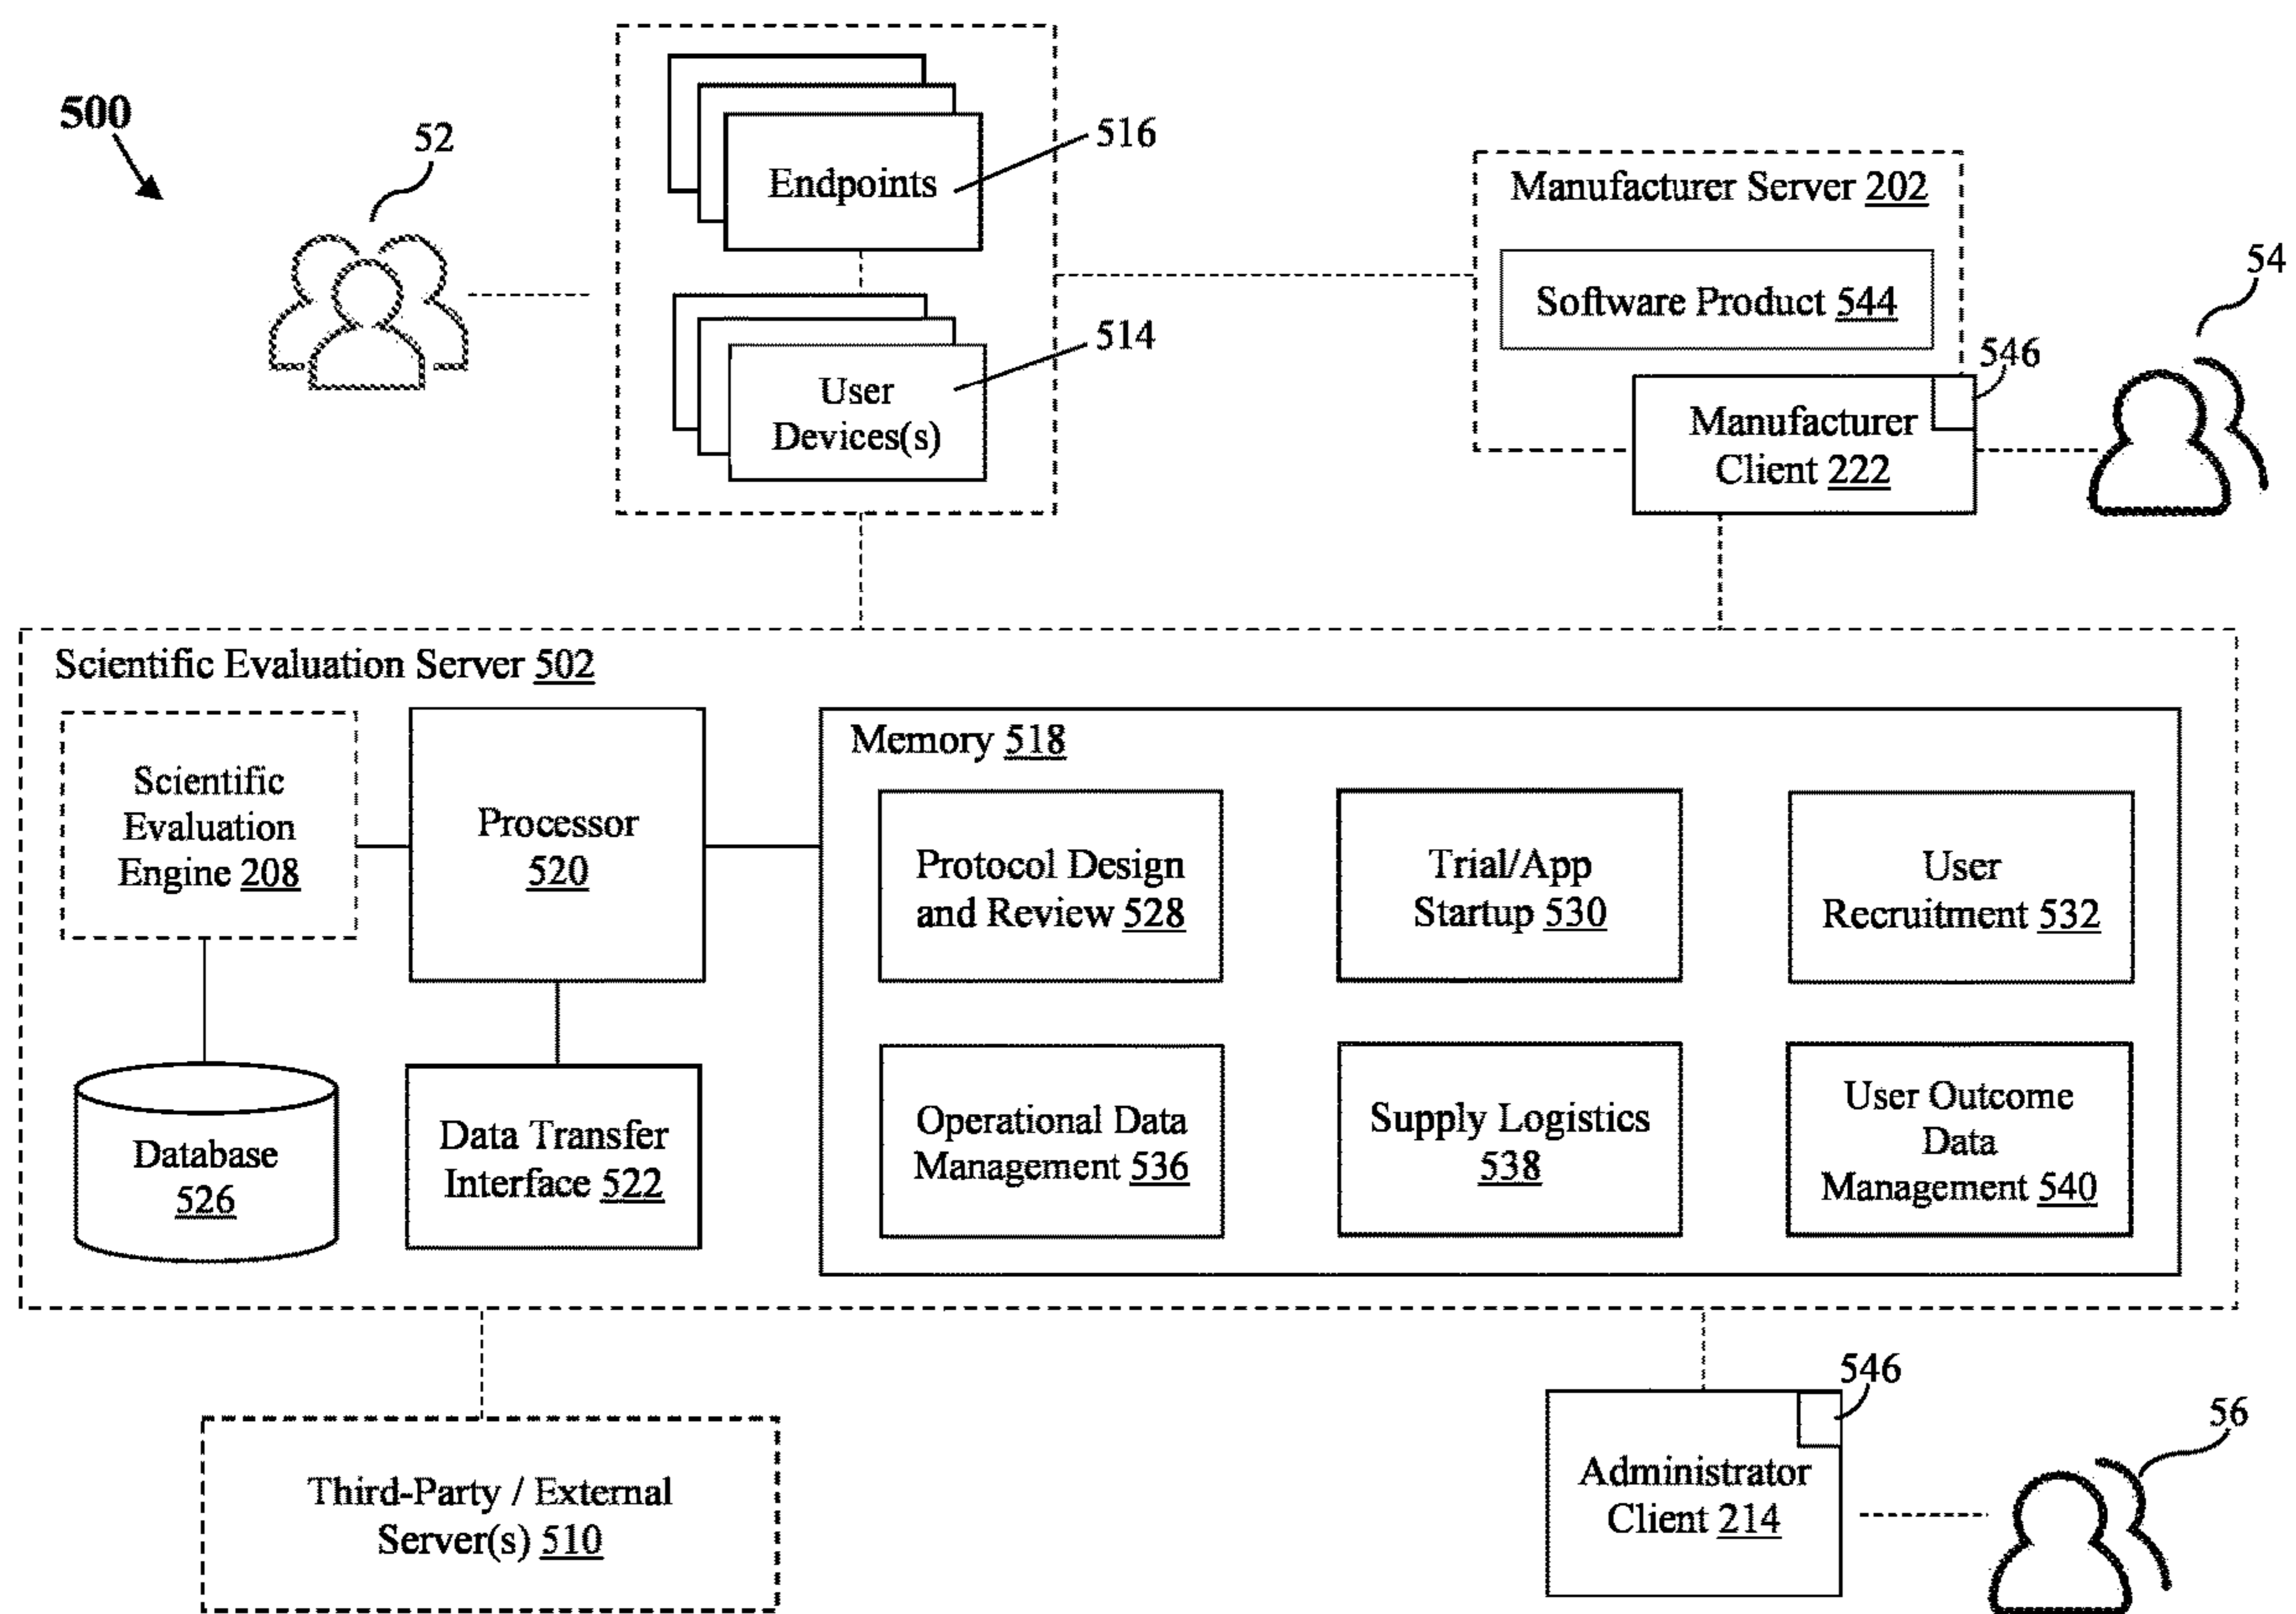 500
52
Endpoints
516
User
Devices(s)
514
Manufacturer Server 202
Software Product 544
546
Manufacturer
Client 222
54
Scientific Evaluation Server 502
Scientific
Evaluation
Engine 208
Processor
520
Memory 518
Protocol Design
and Review 528
Trial/App
Startup 530
User
Recruitment 532
Database
526
Data Transfer
Interface 522
Operational Data
Management 536
Supply Logistics
538
User Outcome
Data
Management 540
Third-Party / External
Server(s) 510
546
Administrator
Client 214
56